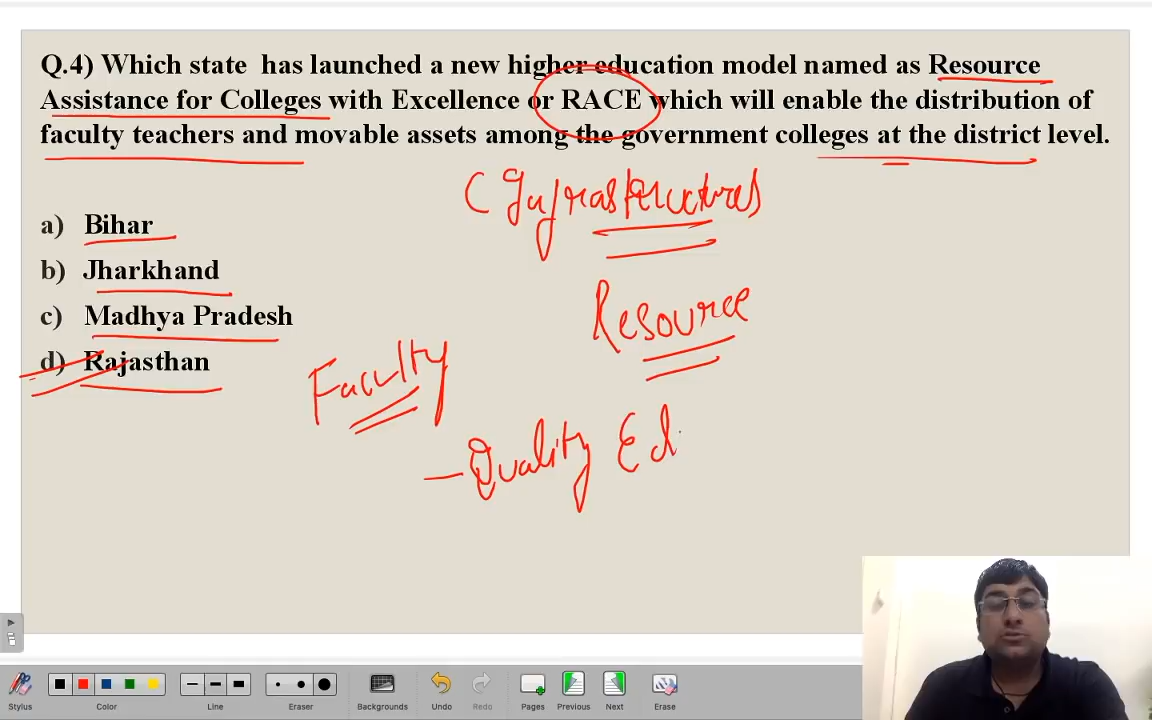 Q.4) Which state has launched a new higher education model named as Resource
Assistance for Colleges with Excellence or RACE which will enable the distribution of
faculty teachers and movable assets among the government colleges at the district level.
(Infrastructures)
a) Bihar
b) Jharkhand
Resource
c) Madhya Pradesh
d) Rajasthan
Faculty
- Quality Ed
Stylus
Color
Line
Eraser
Backgrounds
Undo
Redo
Pages
Previous
Next
Erase